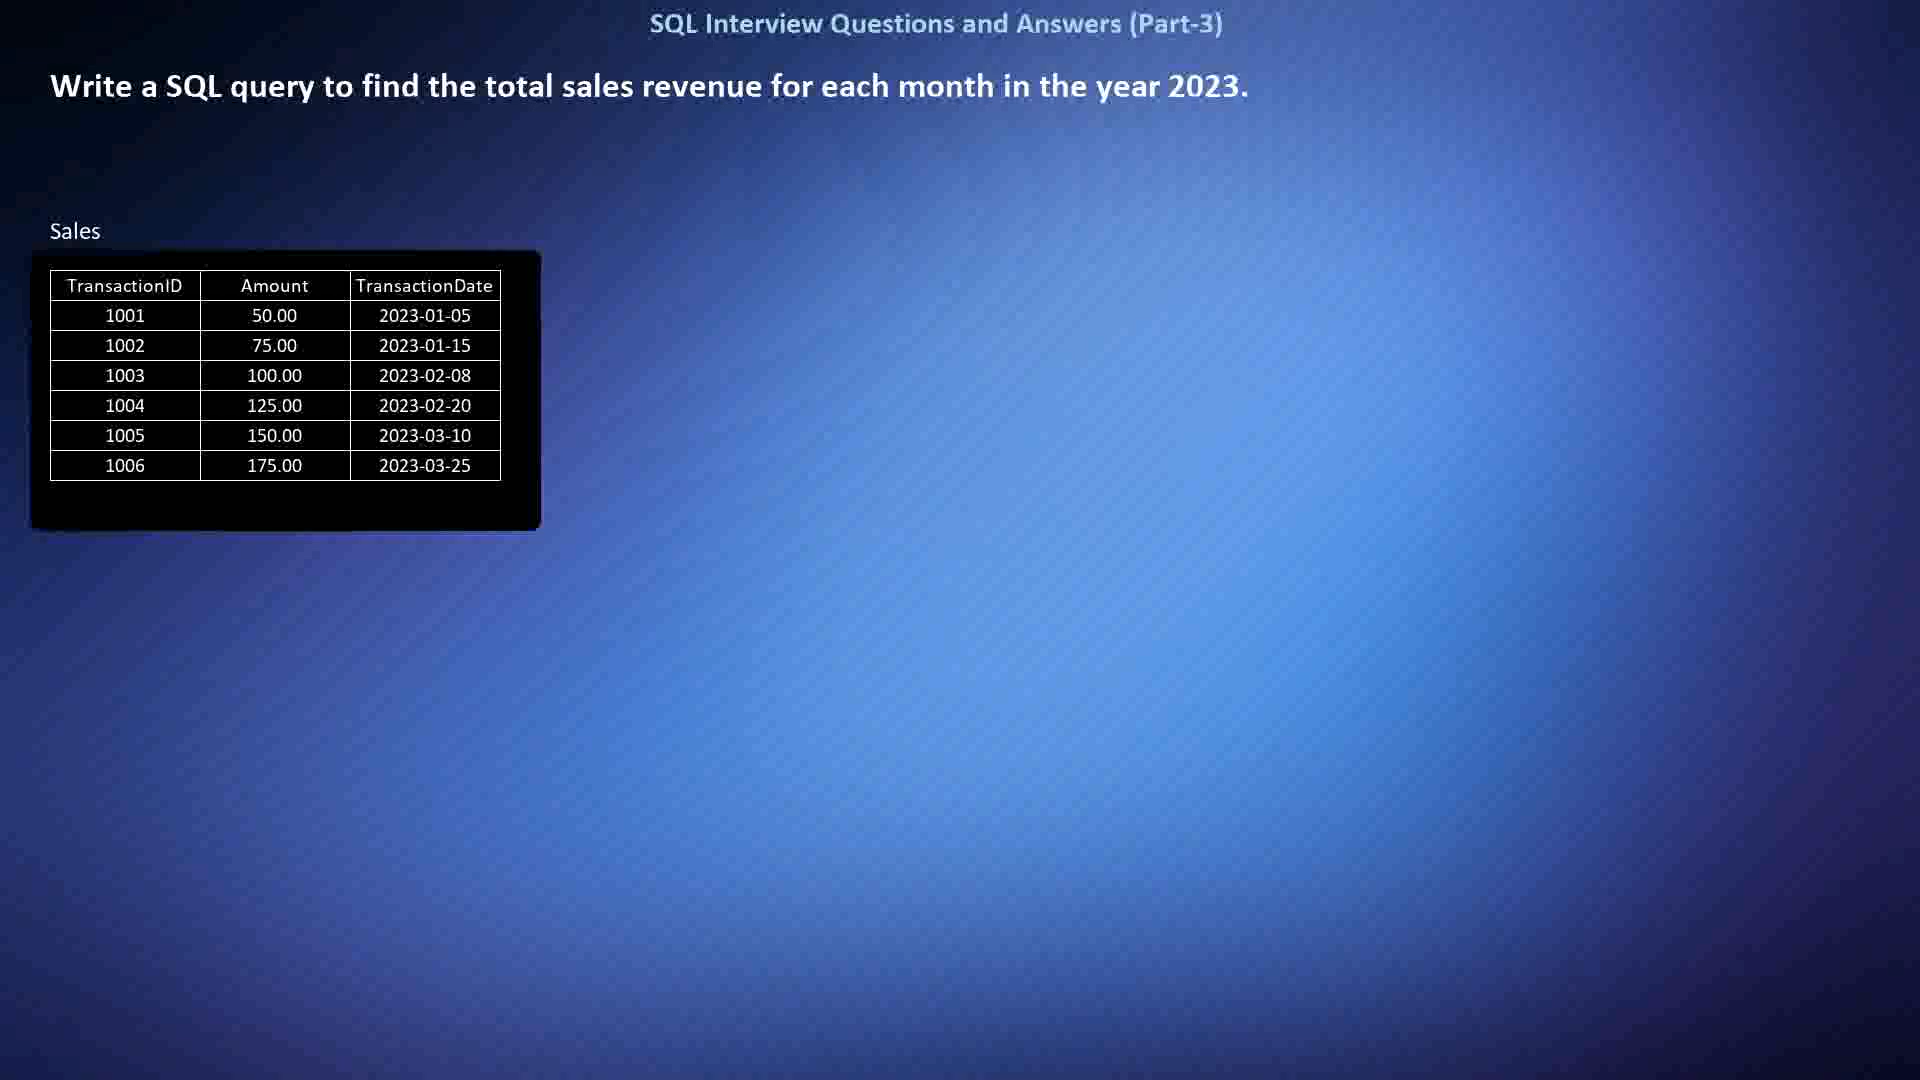 SQL Interview Questions and Answers (Part-3)
Write a SQL query to find the total sales revenue for each month in the year 2023.
Sales
TransactionID Amount TransactionDate
1001 50.00 2023-01-05
1002 75.00 2023-01-15
1003 100.00 2023-02-08
1004 125.00 2023-02-20
1005 150.00 2023-03-10
1006 175.00 2023-03-25